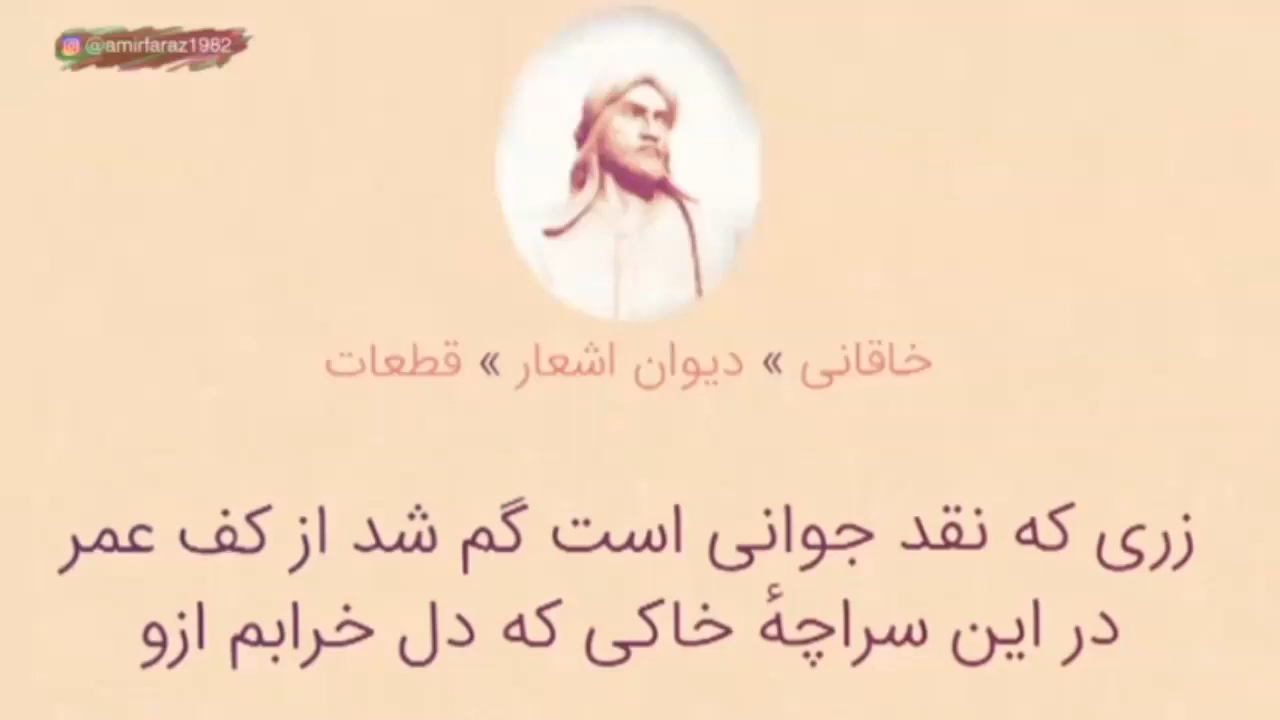 @amirfaraz1982
خاقانی » دیوان اشعار » قطعات
زری که نقد جوانی است گم شد از کف عمر
در این سراچهٔ خاکی که دل خرابم ازو